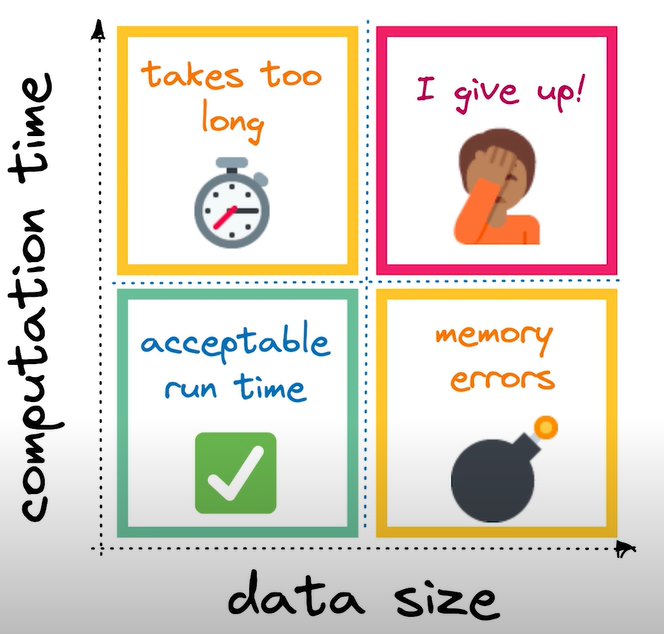 computation time
takes too
long
I give up!
acceptable
run time
memory
errors
data size